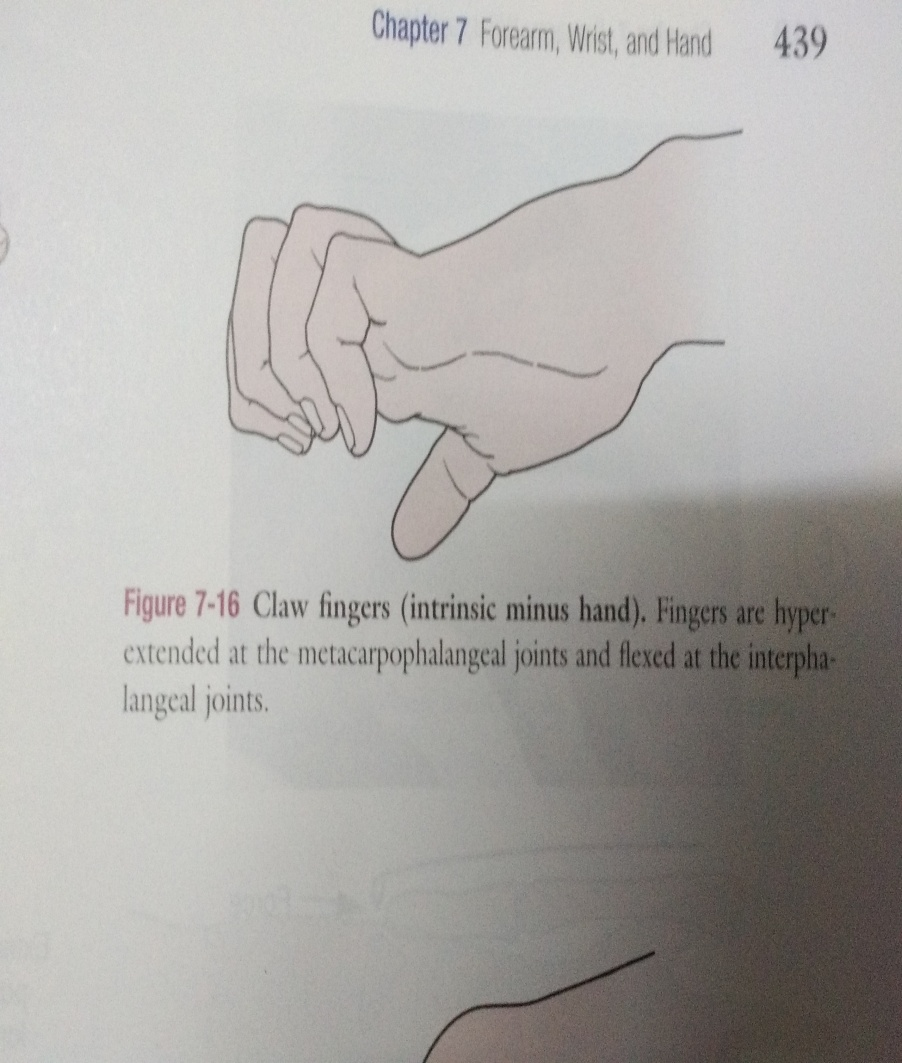 Chapter 7 Forearm, Wrist, and Hand 439
Figure 7-16 Claw fingers (intrinsic minus hand). Fingers are hyper-
extended at the metacarpophalangeal joints and flexed at the interpha-
langeal joints.
Force